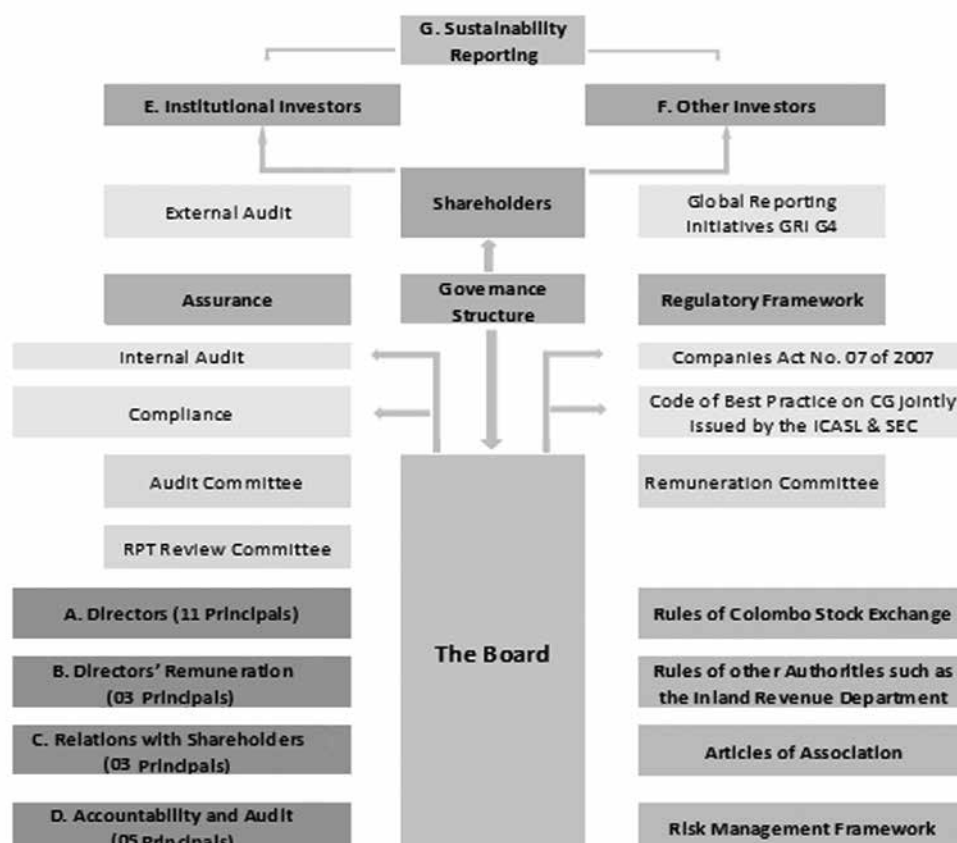 G. Sustainability
Reporting
E. Institutional Investors
F. Other Investors
Shareholders
External Audit
Global Reporting
Initiatives GRI G4
Assurance
Governance
Structure
Regulatory Framework
Internal Audit
Companies Act No. 07 of 2007
Compliance
Code of Best Practice on CG jointly
issued by the ICASL & SEC
Audit Committee
Remuneration Committee
RPT Review Committee
A. Directors (11 Principals)
The Board
Rules of Colombo Stock Exchange
B. Directors’ Remuneration
(03 Principals)
Rules of other Authorities such as
the Inland Revenue Department
C. Relations with Shareholders
(03 Principals)
Articles of Association
D. Accountability and Audit
(05 Principals)
Risk Management Framework